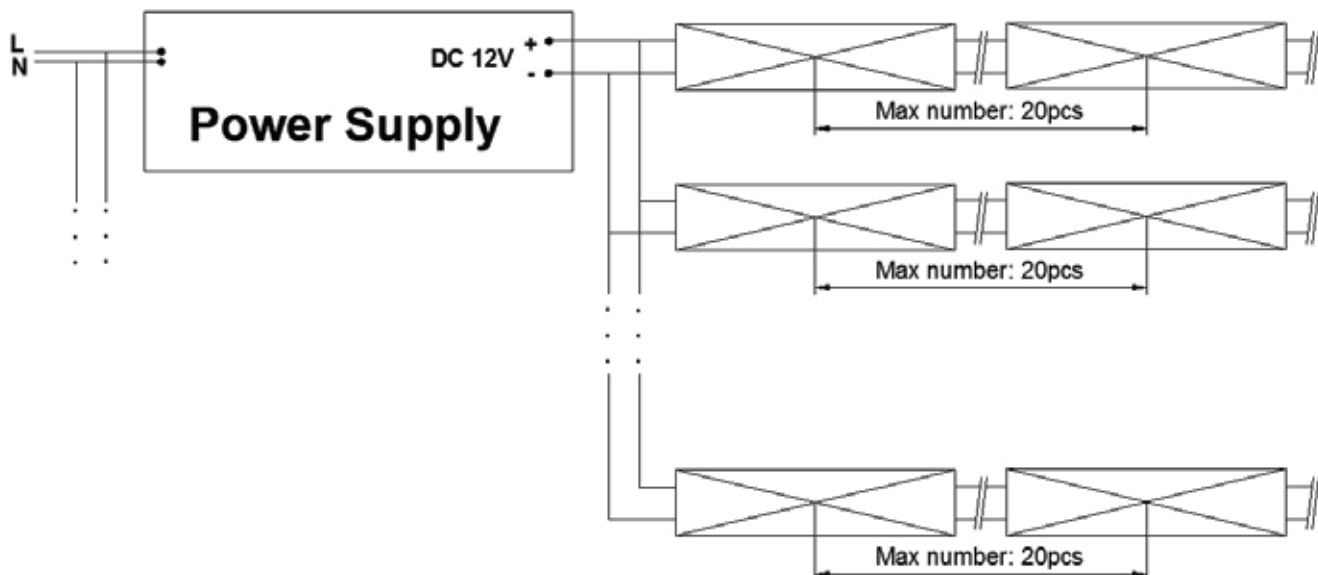 L
N
+
DC 12V
-
Power Supply
Max number: 20pcs
Max number: 20pcs
Max number: 20pcs